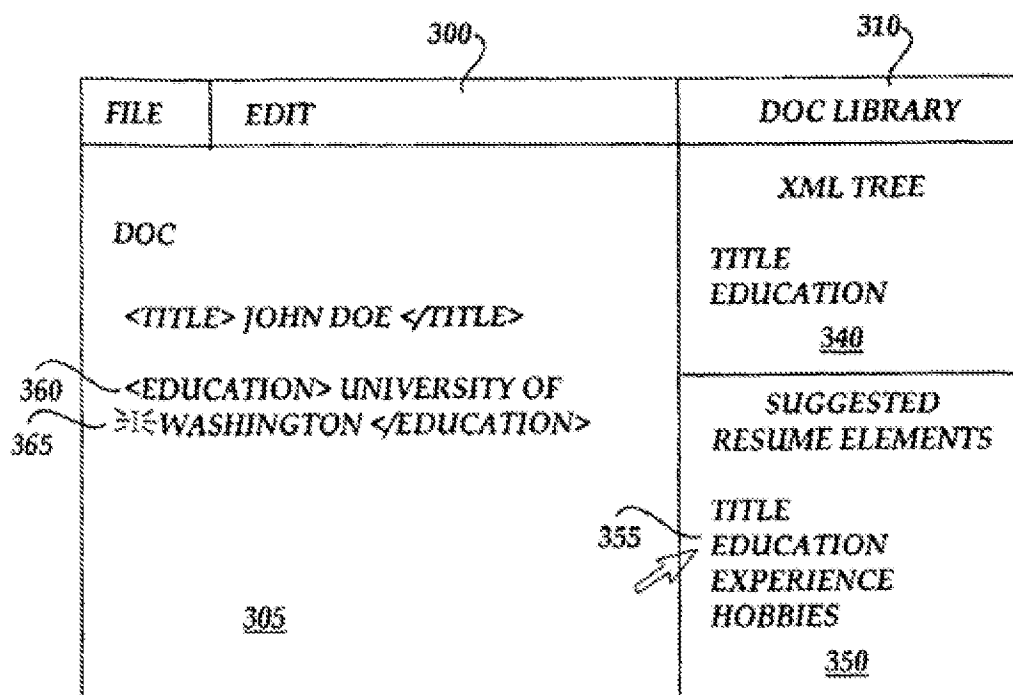 300
310
FILE
EDIT
DOC LIBRARY
DOC
<TITLE> JOHN DOE </TITLE>
360
<EDUCATION> UNIVERSITY OF
365
WASHINGTON </EDUCATION>
305
XML TREE
TITLE
EDUCATION
340
SUGGESTED
RESUME ELEMENTS
TITLE
355
EDUCATION
EXPERIENCE
HOBBIES
350